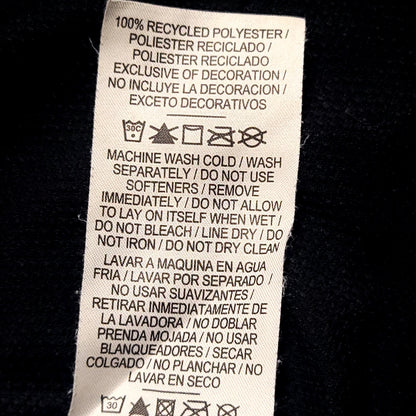 100% RECYCLED POLYESTER /
POLIESTER RECICLADO /
POLIESTER RECICLADO
EXCLUSIVE OF DECORATION /
NO INCLUYE LA DECORACION /
EXCETO DECORATIVOS
30C
MACHINE WASH COLD / WASH
SEPARATELY / DO NOT USE
SOFTENERS / REMOVE
IMMEDIATELY / DO NOT ALLOW
TO LAY ON ITSELF WHEN WET /
DO NOT BLEACH / LINE DRY / DO
NOT IRON / DO NOT DRY CLEAN
LAVAR A MAQUINA EN AGUA
FRIA / LAVAR POR SEPARADO /
NO USAR SUAVIZANTES /
RETIRAR INMEDIATAMENTE DE
LA LAVADORA / NO DOBLAR
PRENDA MOJADA / NO USAR
BLANQUEADORES / SECAR
COLGADO / NO PLANCHAR / NO
LAVAR EN SECO
30